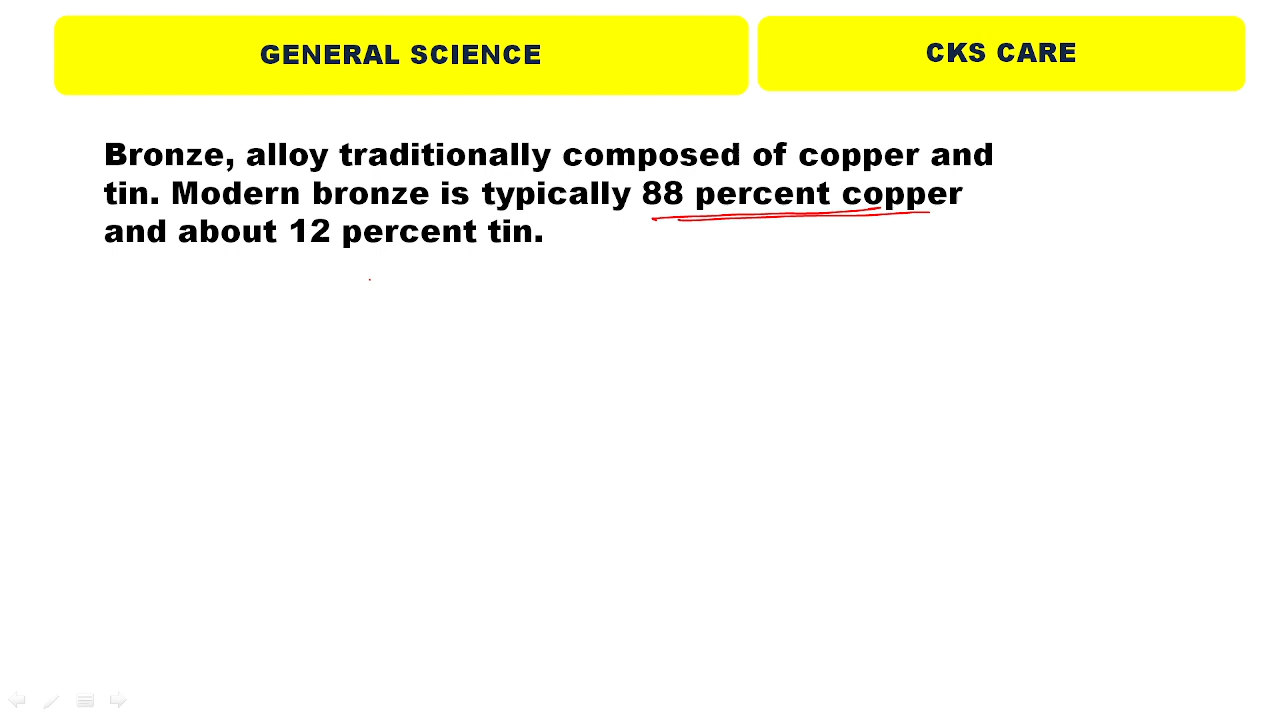 GENERAL SCIENCE
CKS CARE
Bronze, alloy traditionally composed of copper and
tin. Modern bronze is typically 88 percent copper
and about 12 percent tin.